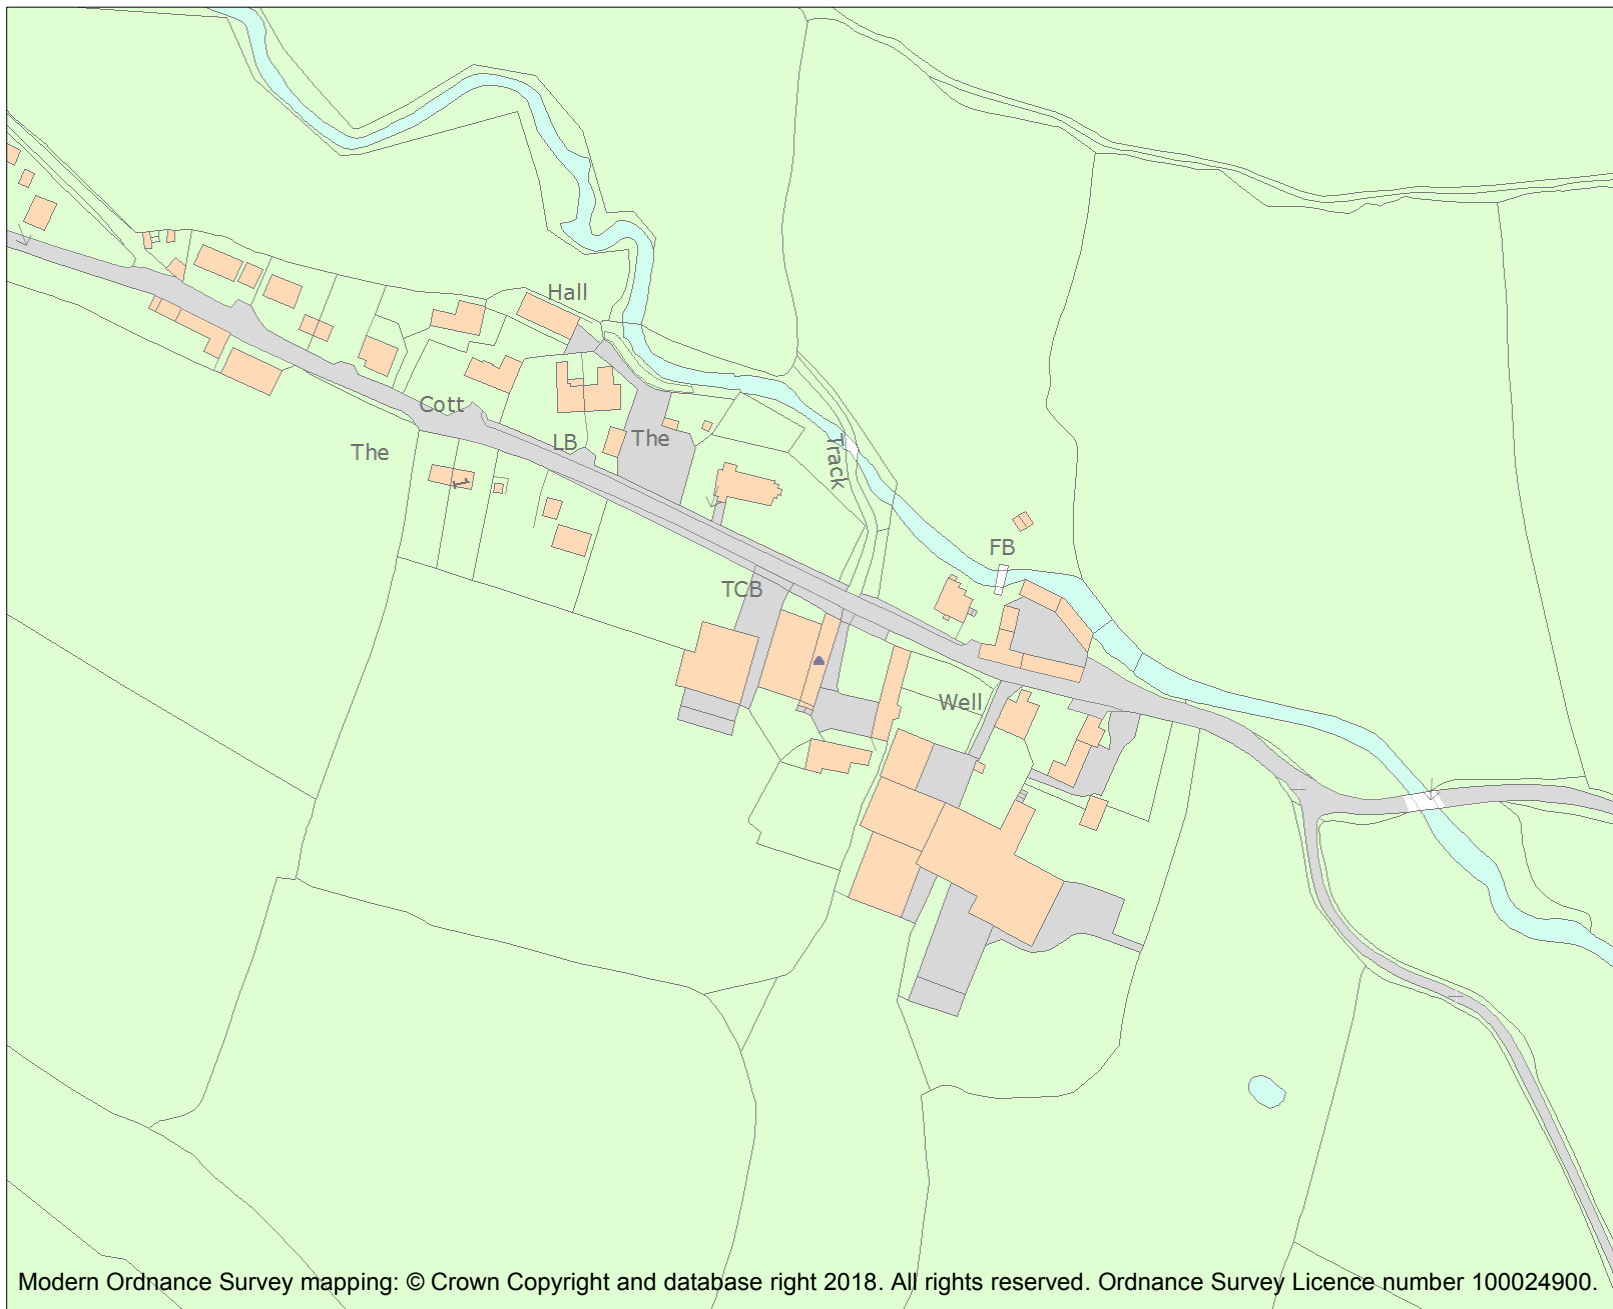 Hall
Cott
The
LB
The
Track
1
FB
TCB
Well
Modern Ordnance Survey mapping: © Crown Copyright and database right 2018. All rights reserved. Ordnance Survey Licence number 100024900.